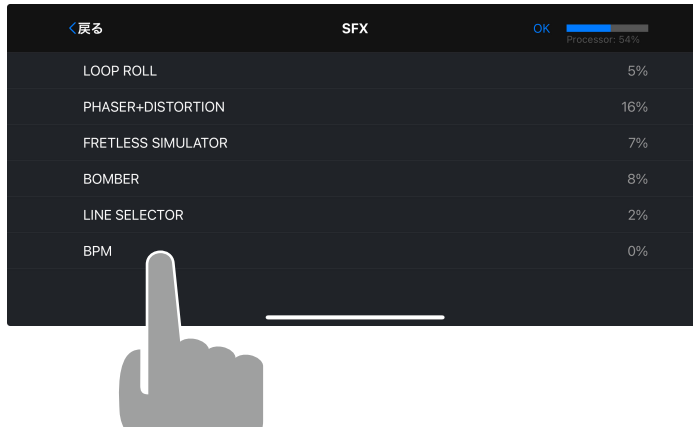 戻る SFX OK
Processor: 54%
LOOP ROLL 5%
PHASER+DISTORTION 16%
FRETLESS SIMULATOR 7%
BOMBER 8%
LINE SELECTOR 2%
BPM 0%